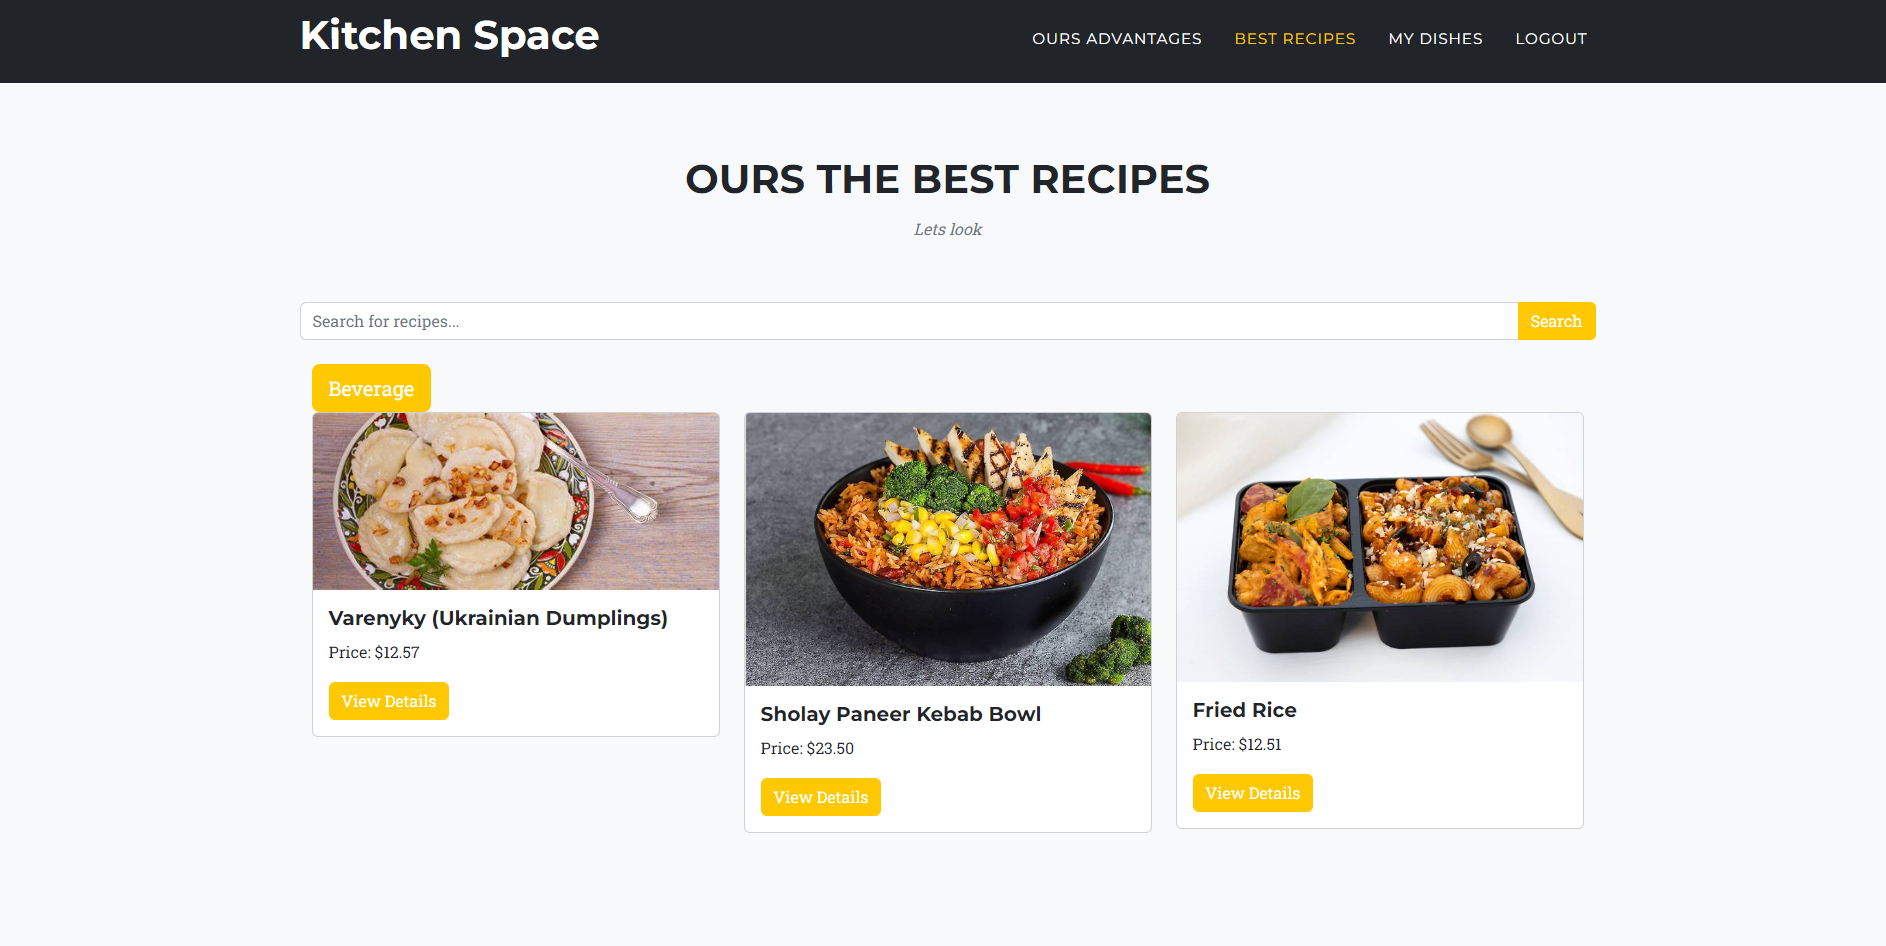 Kitchen Space
OURS ADVANTAGES
BEST RECIPES
MY DISHES
LOGOUT
OURS THE BEST RECIPES
Lets look
Search for recipes...
Search
Beverage
Varenyky (Ukrainian Dumplings)
Price: $12.57
View Details
Sholay Paneer Kebab Bowl
Price: $23.50
View Details
Fried Rice
Price: $12.51
View Details